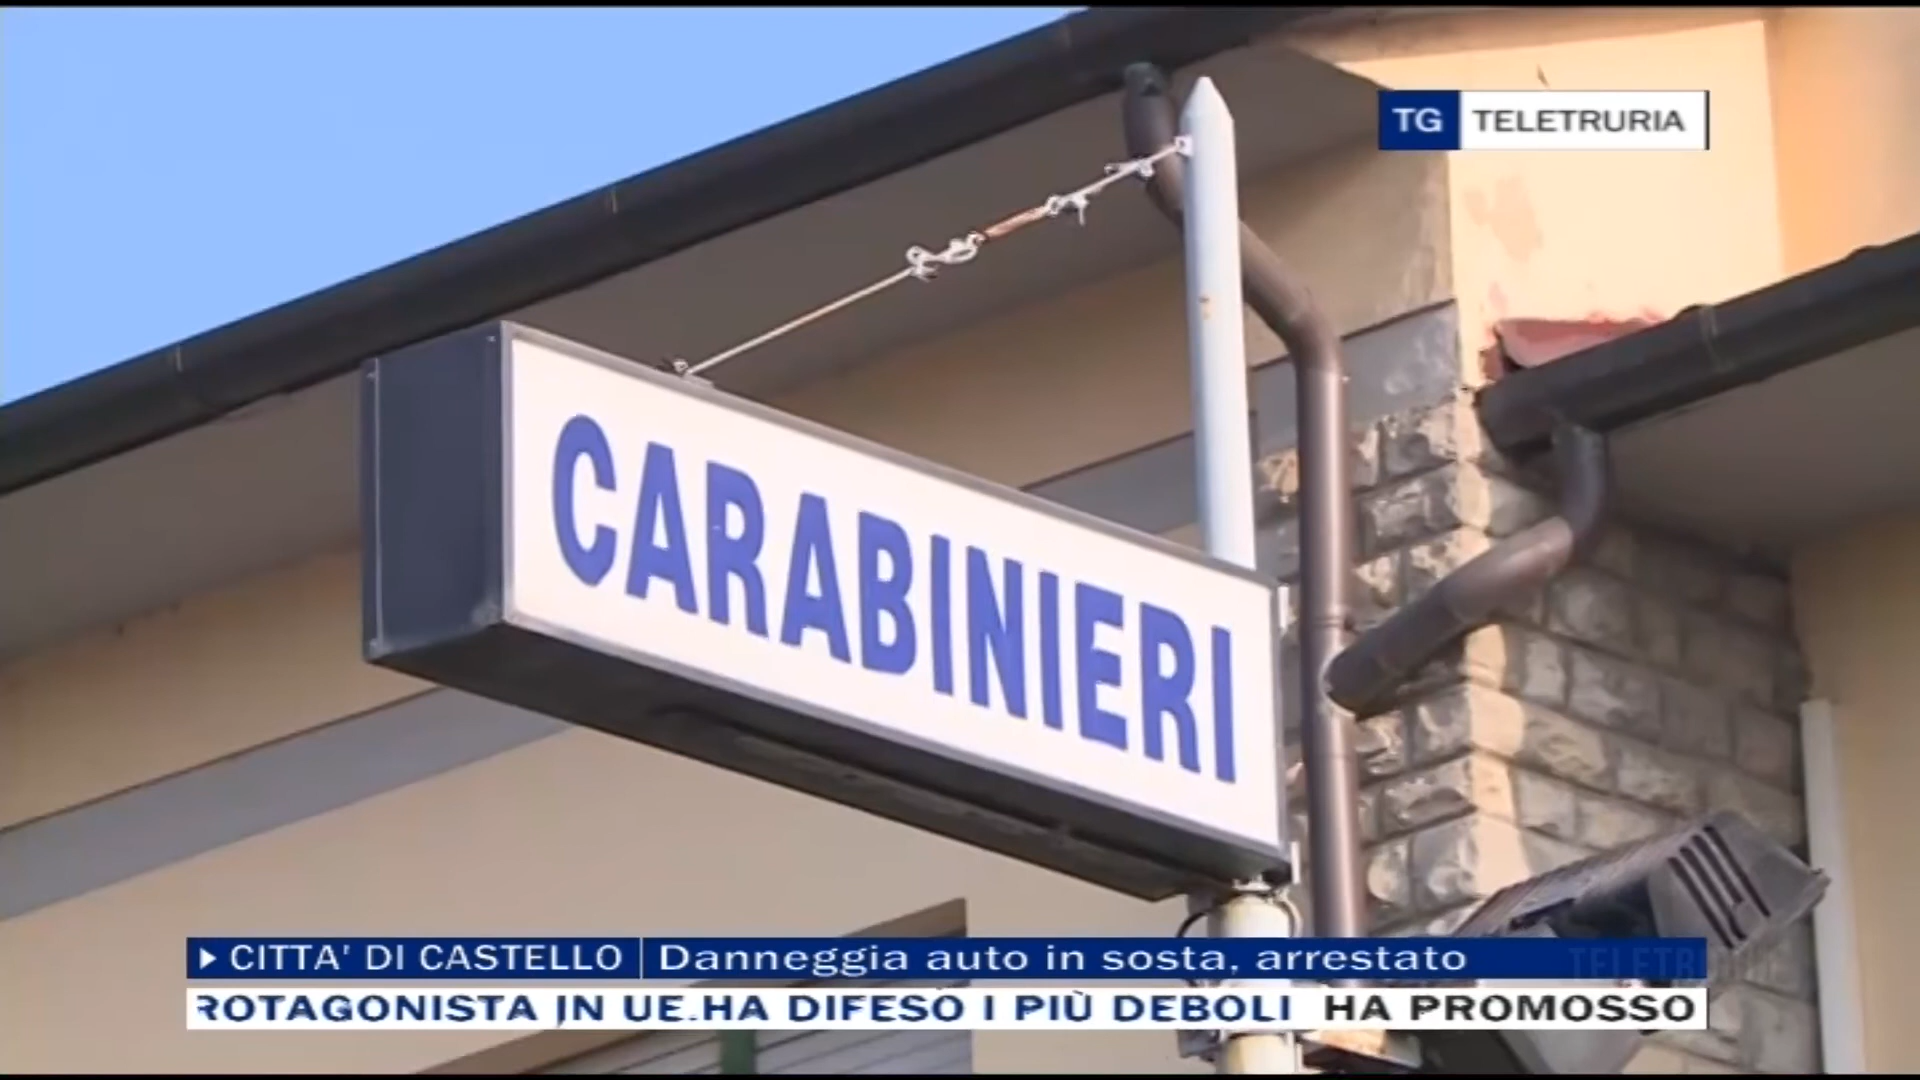 TG TELETRURIA
CARABINIERI
CITTA' DI CASTELLO Danneggia auto in sosta, arrestato
ROTAGONISTA IN UE.HA DIFESO I PIÙ DEBOLI HA PROMOSSO